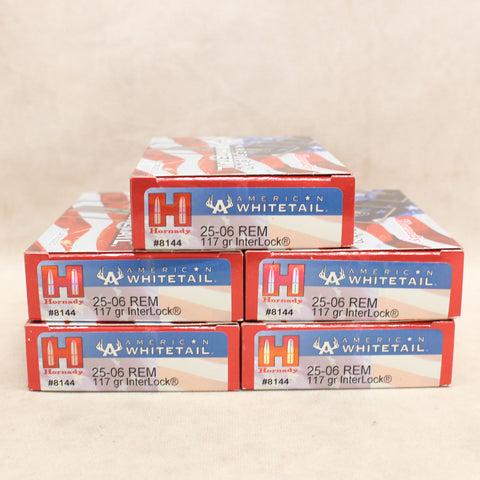 AMERICAN
WHITETAIL
Hornady
25-06 REM
#8144
117 gr InterLock®
AMERICAN
WHITETAIL
Hornady
25-06 REM
#8144
117 gr InterLock®
AMERICAN
WHITETAIL
Hornady
25-06 REM
#8144
117 gr InterLock®
AMERICAN
WHITETAIL
Hornady
25-06 REM
#8144
117 gr InterLock®
AMERICAN
WHITETAIL
Hornady
25-06 REM
#8144
117 gr InterLock®